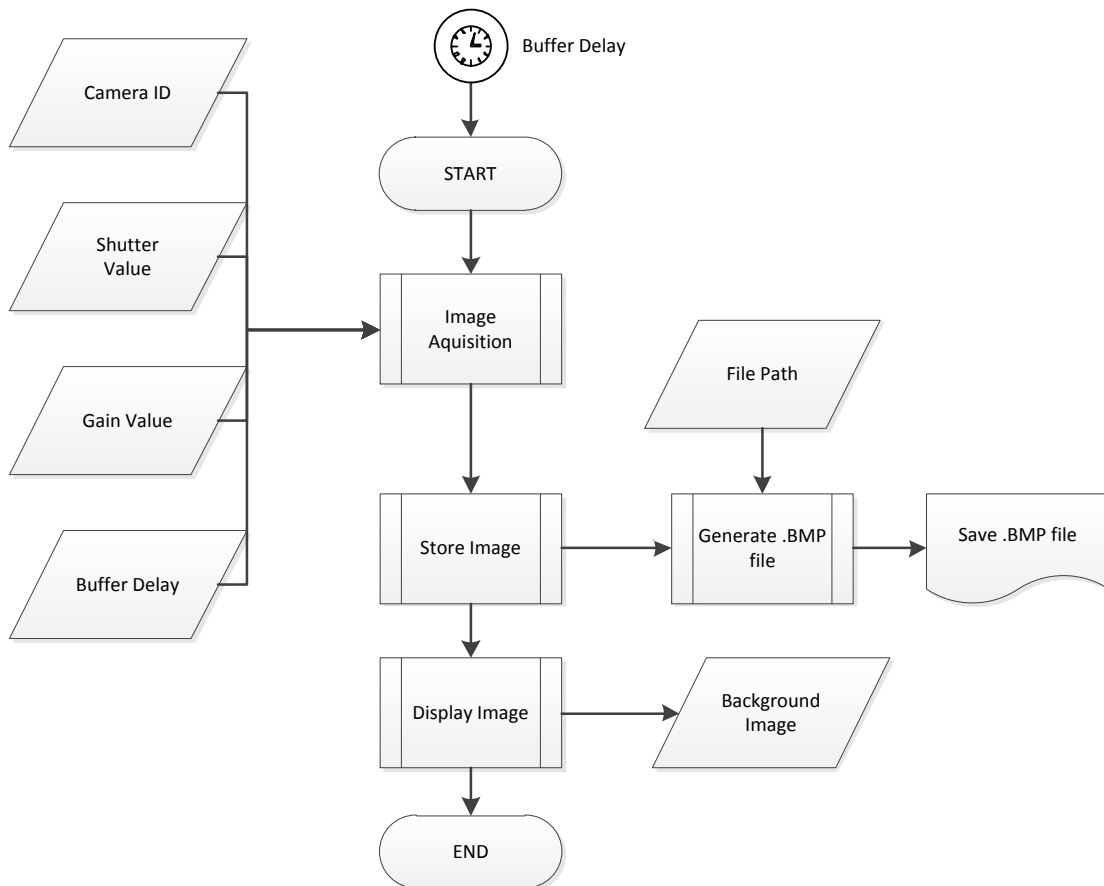 Buffer Delay
Camera ID
START
Shutter
Value
Image
Aquisition
File Path
Gain Value
Store Image
Generate .BMP
file
Save .BMP file
Buffer Delay
Display Image
Background
Image
END